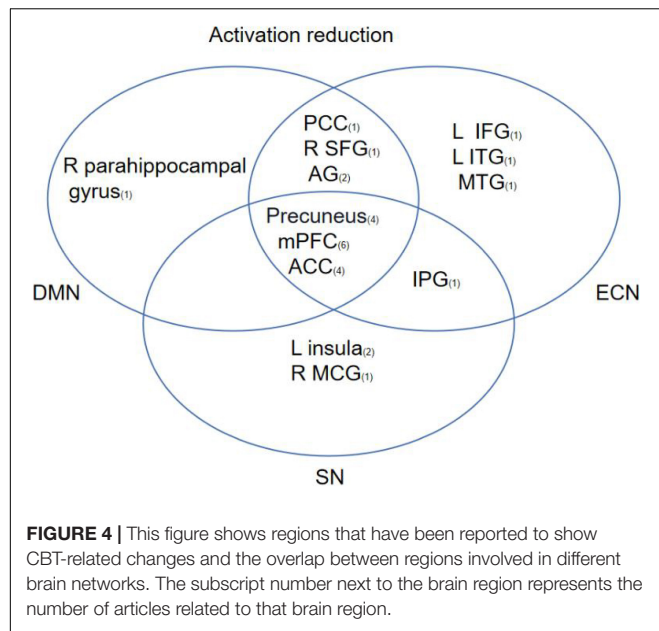 Activation reduction
PCC(1)
R SFG(1)
AG(2)
L IFG(1)
L ITG(1)
MTG(1)
R parahippocampal
gyrus(1)
Precuneus(4)
mPFC(6)
ACC(4)
IPG(1)
DMN
ECN
L insula(2)
R MCG(1)
SN
FIGURE 4 | This figure shows regions that have been reported to show
CBT-related changes and the overlap between regions involved in different
brain networks. The subscript number next to the brain region represents the
number of articles related to that brain region.